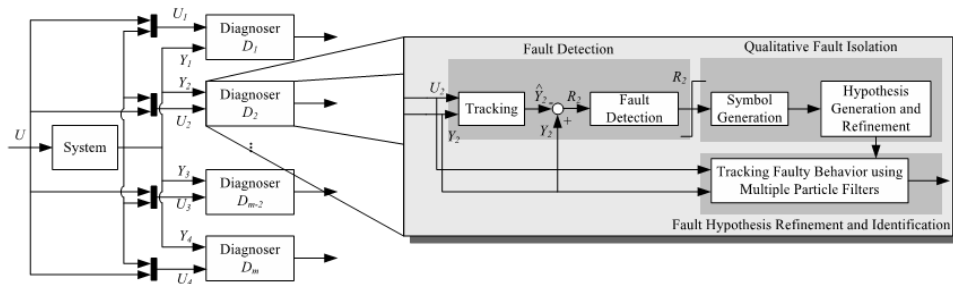 U
System
U1
Y1
Diagnoser
D1
Y2
U2
Diagnoser
D2
⋮
Y3
U3
Diagnoser
Dm-2
Y4
U4
Diagnoser
Dm
Fault Detection
U2
Y2
Tracking
Ŷ2
-
R2
+
Y2
Fault
Detection
R2
Qualitative Fault Isolation
Symbol
Generation
Hypothesis
Generation and
Refinement
Tracking Faulty Behavior using
Multiple Particle Filters
Fault Hypothesis Refinement and Identification